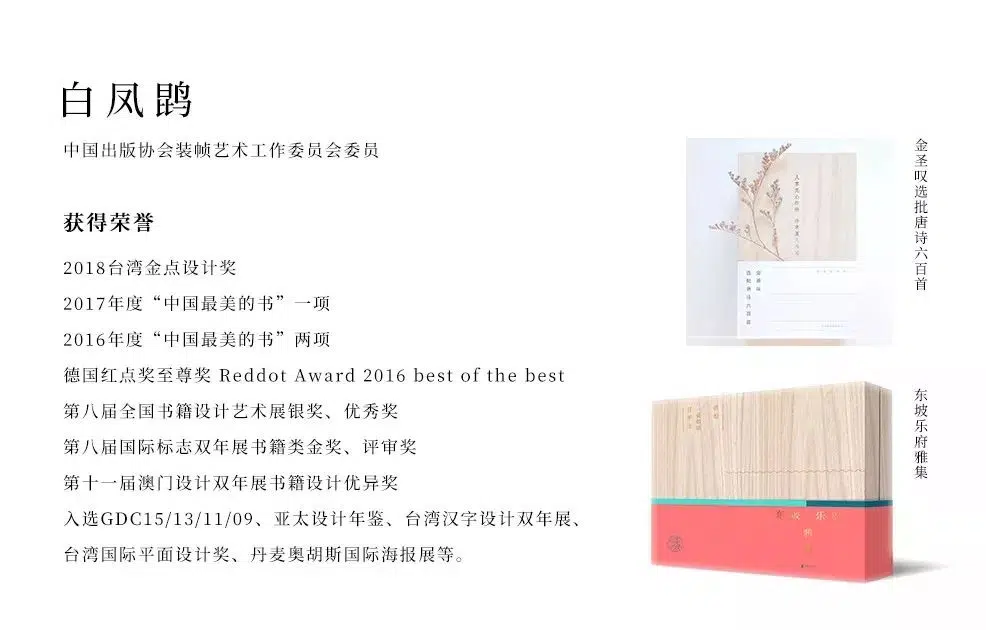 白凤鹍
中国出版协会装帧艺术工作委员会委员
获得荣誉
2018台湾金点设计奖
2017年度“中国最美的书”一项
2016年度“中国最美的书”两项
德国红点奖至尊奖 Reddot Award 2016 best of the best
第八届全国书籍设计艺术展银奖、优秀奖
第八届国际标志双年展书籍类金奖、评审奖
第十一届澳门设计双年展书籍设计优异奖
入选GDC15/13/11/09、亚太设计年鉴、台湾汉字设计双年展、
台湾国际平面设计奖、丹麦奥胡斯国际海报展等。
金圣叹选批唐诗六百首
东坡乐府雅集